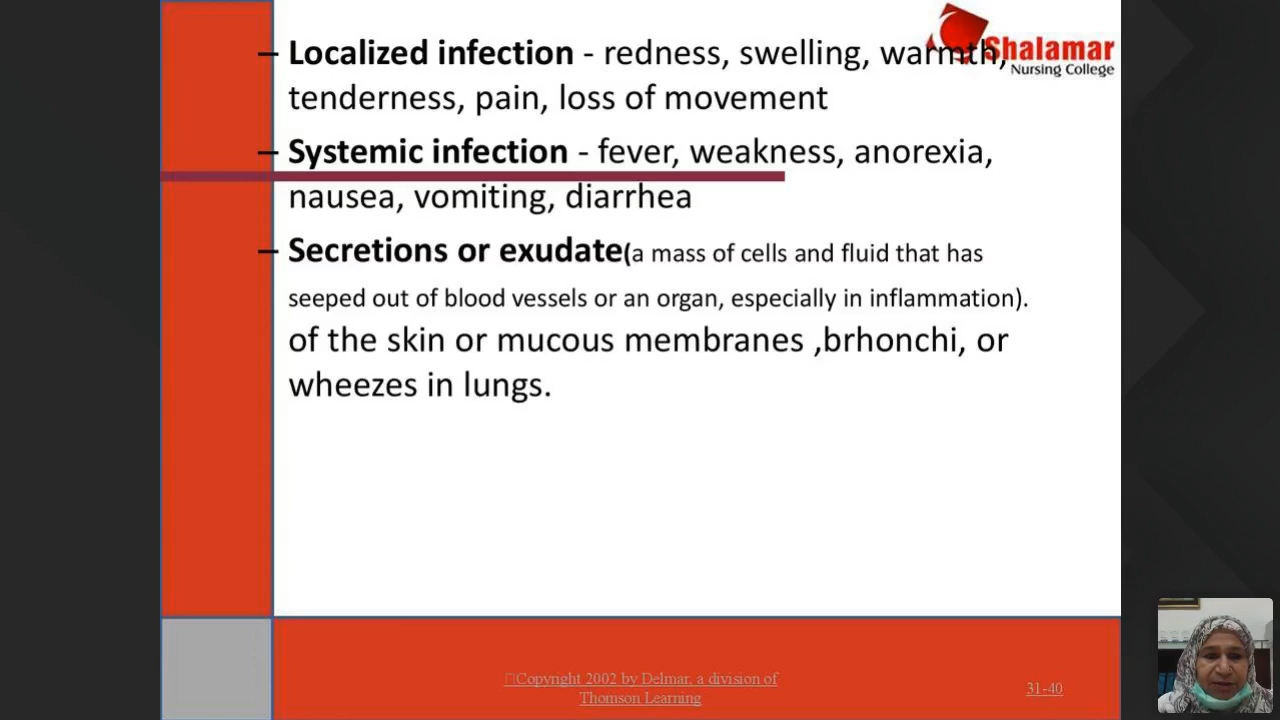 – Localized infection - redness, swelling, warmth,
tenderness, pain, loss of movement
– Systemic infection - fever, weakness, anorexia,
nausea, vomiting, diarrhea
– Secretions or exudate(a mass of cells and fluid that has
seeped out of blood vessels or an organ, especially in inflammation).
of the skin or mucous membranes ,brhonchi, or
wheezes in lungs.
Shalamar
Nursing College
Copyright 2002 by Delmar, a division of
Thomson Learning
31-40